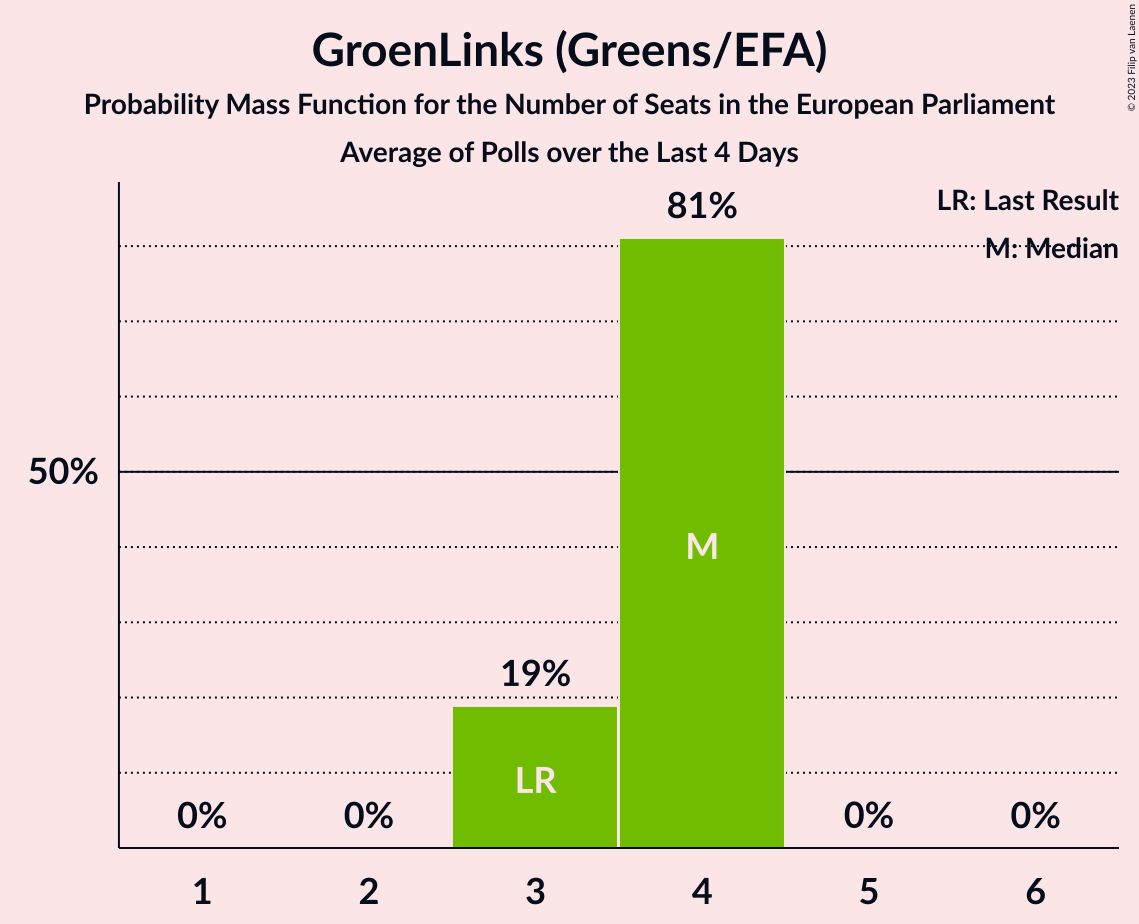 GroenLinks (Greens/EFA)
Probability Mass Function for the Number of Seats in the European Parliament
Average of Polls over the Last 4 Days
© 2023 Filip van Laenen
LR: Last Result
M: Median
81%
50%
M
19%
LR
0% 0% 0% 0%
1 2 3 4 5 6